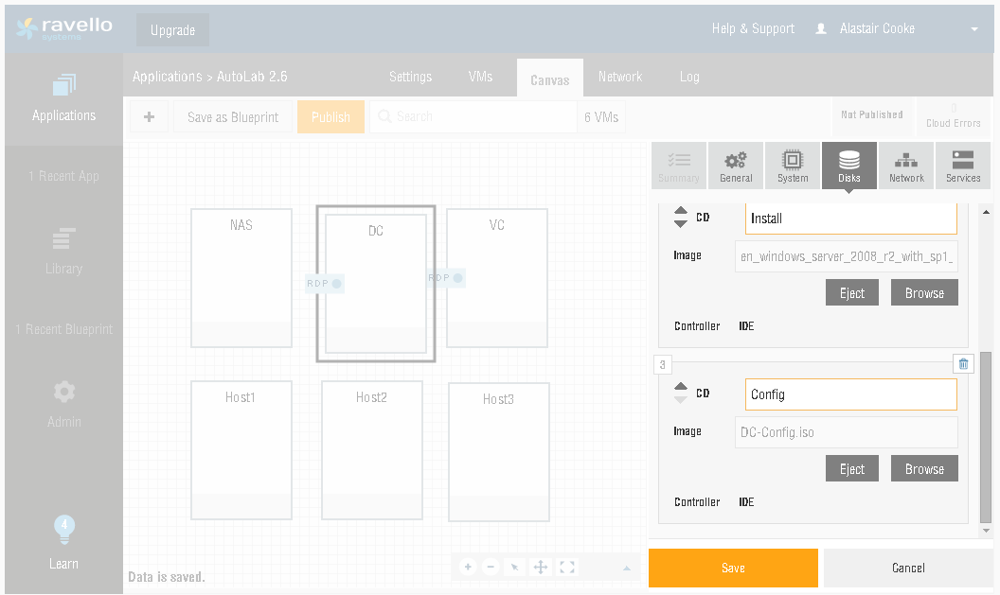 ravello
systems
Upgrade
Help & Support
Alastair Cooke
Applications
1 Recent App
Library
1 Recent Blueprint
Admin
4
Learn
Applications > AutoLab 2.6
Settings
VMs
Canvas
Network
Log
+
Save as Blueprint
Publish
Search
6 VMs
Not Published
0
Cloud Errors
NAS
DC
VC
RDP
RDP
Host1
Host2
Host3
Data is saved.
Summary
General
System
Disks
Network
Services
CD
Install
Image
en_windows_server_2008_r2_with_sp1_
Eject
Browse
Controller IDE
3
CD
Config
Image
DC-Config.iso
Eject
Browse
Controller IDE
Save
Cancel